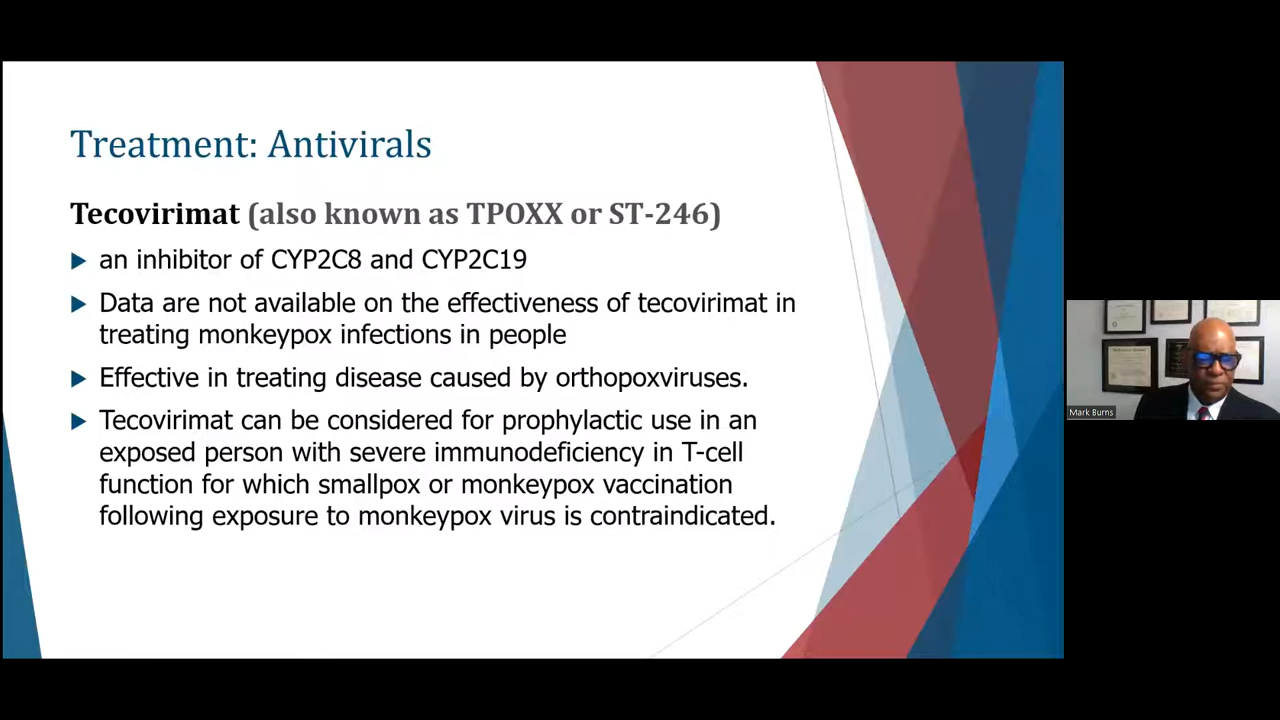 Treatment: Antivirals
Tecovirimat (also known as TPOXX or ST-246)
an inhibitor of CYP2C8 and CYP2C19
Data are not available on the effectiveness of tecovirimat in
treating monkeypox infections in people
Effective in treating disease caused by orthopoxviruses.
Tecovirimat can be considered for prophylactic use in an
exposed person with severe immunodeficiency in T-cell
function for which smallpox or monkeypox vaccination
following exposure to monkeypox virus is contraindicated.
Mark Burns